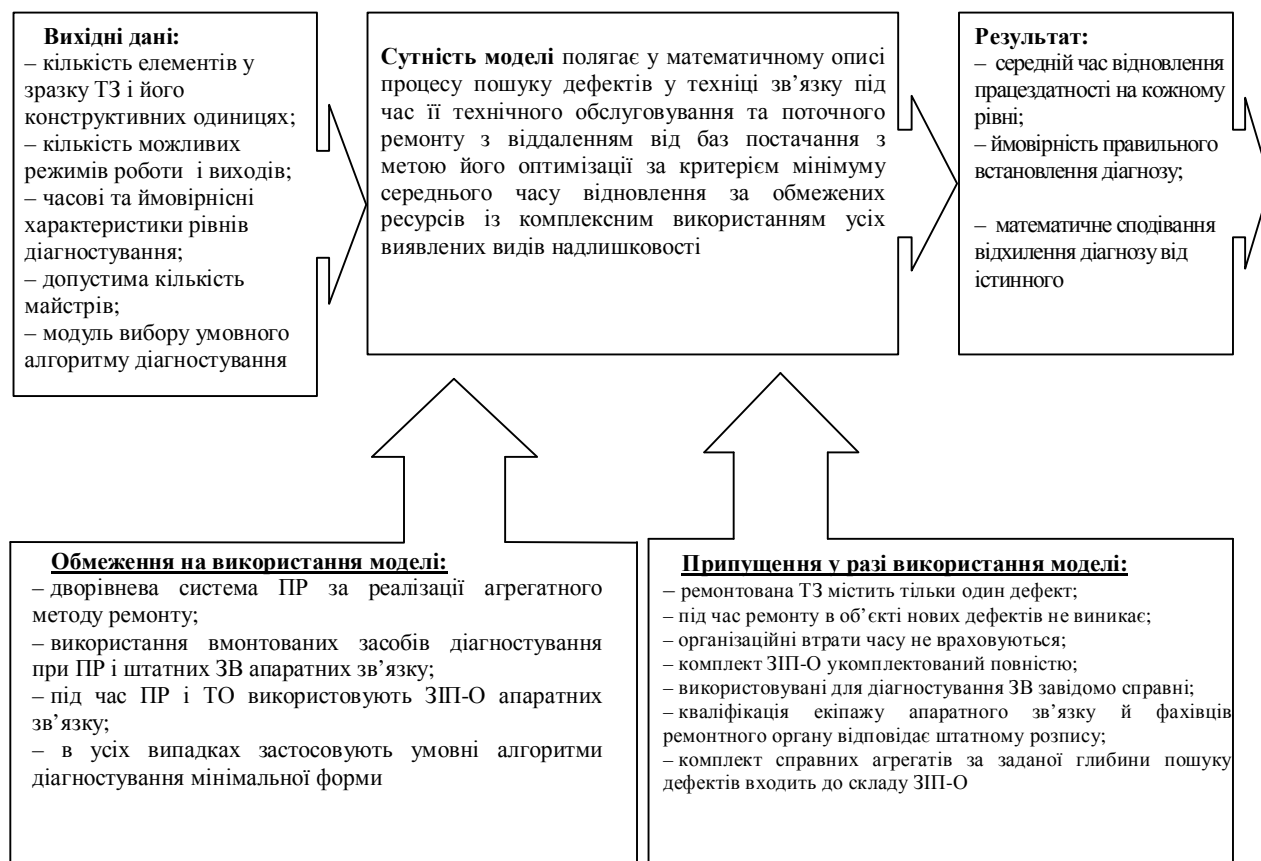 Вихідні дані:
– кількість елементів у
зразку ТЗ і його
конструктивних одиницях;
– кількість можливих
режимів роботи і виходів;
– часові та ймовірнісні
характеристики рівнів
діагностування;
– допустима кількість
майстрів;
– модуль вибору умовного
алгоритму діагностування
Сутність моделі полягає у математичному описі
процесу пошуку дефектів у техніці зв’язку під
час її технічного обслуговування та поточного
ремонту з віддаленням від баз постачання з
метою його оптимізації за критерієм мінімуму
середнього часу відновлення за обмежених
ресурсів із комплексним використанням усіх
виявлених видів надлишковості
Результат:
– середній час відновлення
працездатності на кожному
рівні;
– ймовірність правильного
встановлення діагнозу;
– математичне сподівання
відхилення діагнозу від
істинного
Обмеження на використання моделі:
– дворівнева система ПР за реалізації агрегатного
методу ремонту;
– використання вмонтованих засобів діагностування
при ПР і штатних ЗВ апаратних зв’язку;
– під час ПР і ТО використовують ЗІП-О апаратних
зв’язку;
– в усіх випадках застосовують умовні алгоритми
діагностування мінімальної форми
Припущення у разі використання моделі:
– ремонтована ТЗ містить тільки один дефект;
– під час ремонту в об’єкті нових дефектів не виникає;
– організаційні втрати часу не враховуються;
– комплект ЗІП-О укомплектований повністю;
– використовувані для діагностування ЗВ завідомо справні;
– кваліфікація екіпажу апаратного зв’язку й фахівців
ремонтного органу відповідає штатному розпису;
– комплект справних агрегатів за заданої глибини пошуку
дефектів входить до складу ЗІП-О